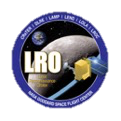 CRATER • DLRE • LAMP • LEND • LOLA • LROC
LRO
NASA GODDARD SPACE FLIGHT CENTER